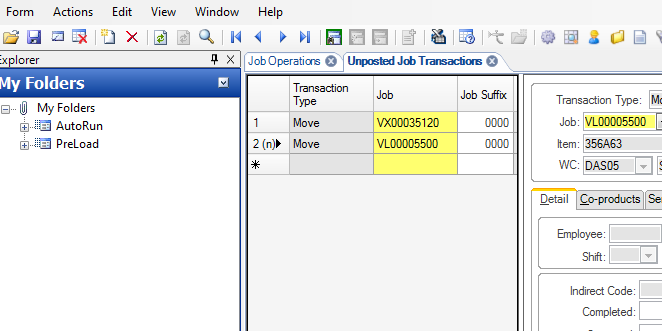 Form Actions Edit View Window Help
Explorer
My Folders
My Folders
AutoRun
PreLoad
Job Operations Unposted Job Transactions
Transaction Type Job Job Suffix
1 Move VX00035120 0000
2 (n) Move VL00005500 0000
Transaction Type:
Job: VL00005500
Item: 356A63
WC: DAS05
Detail Co-products
Employee:
Shift:
Indirect Code:
Completed: